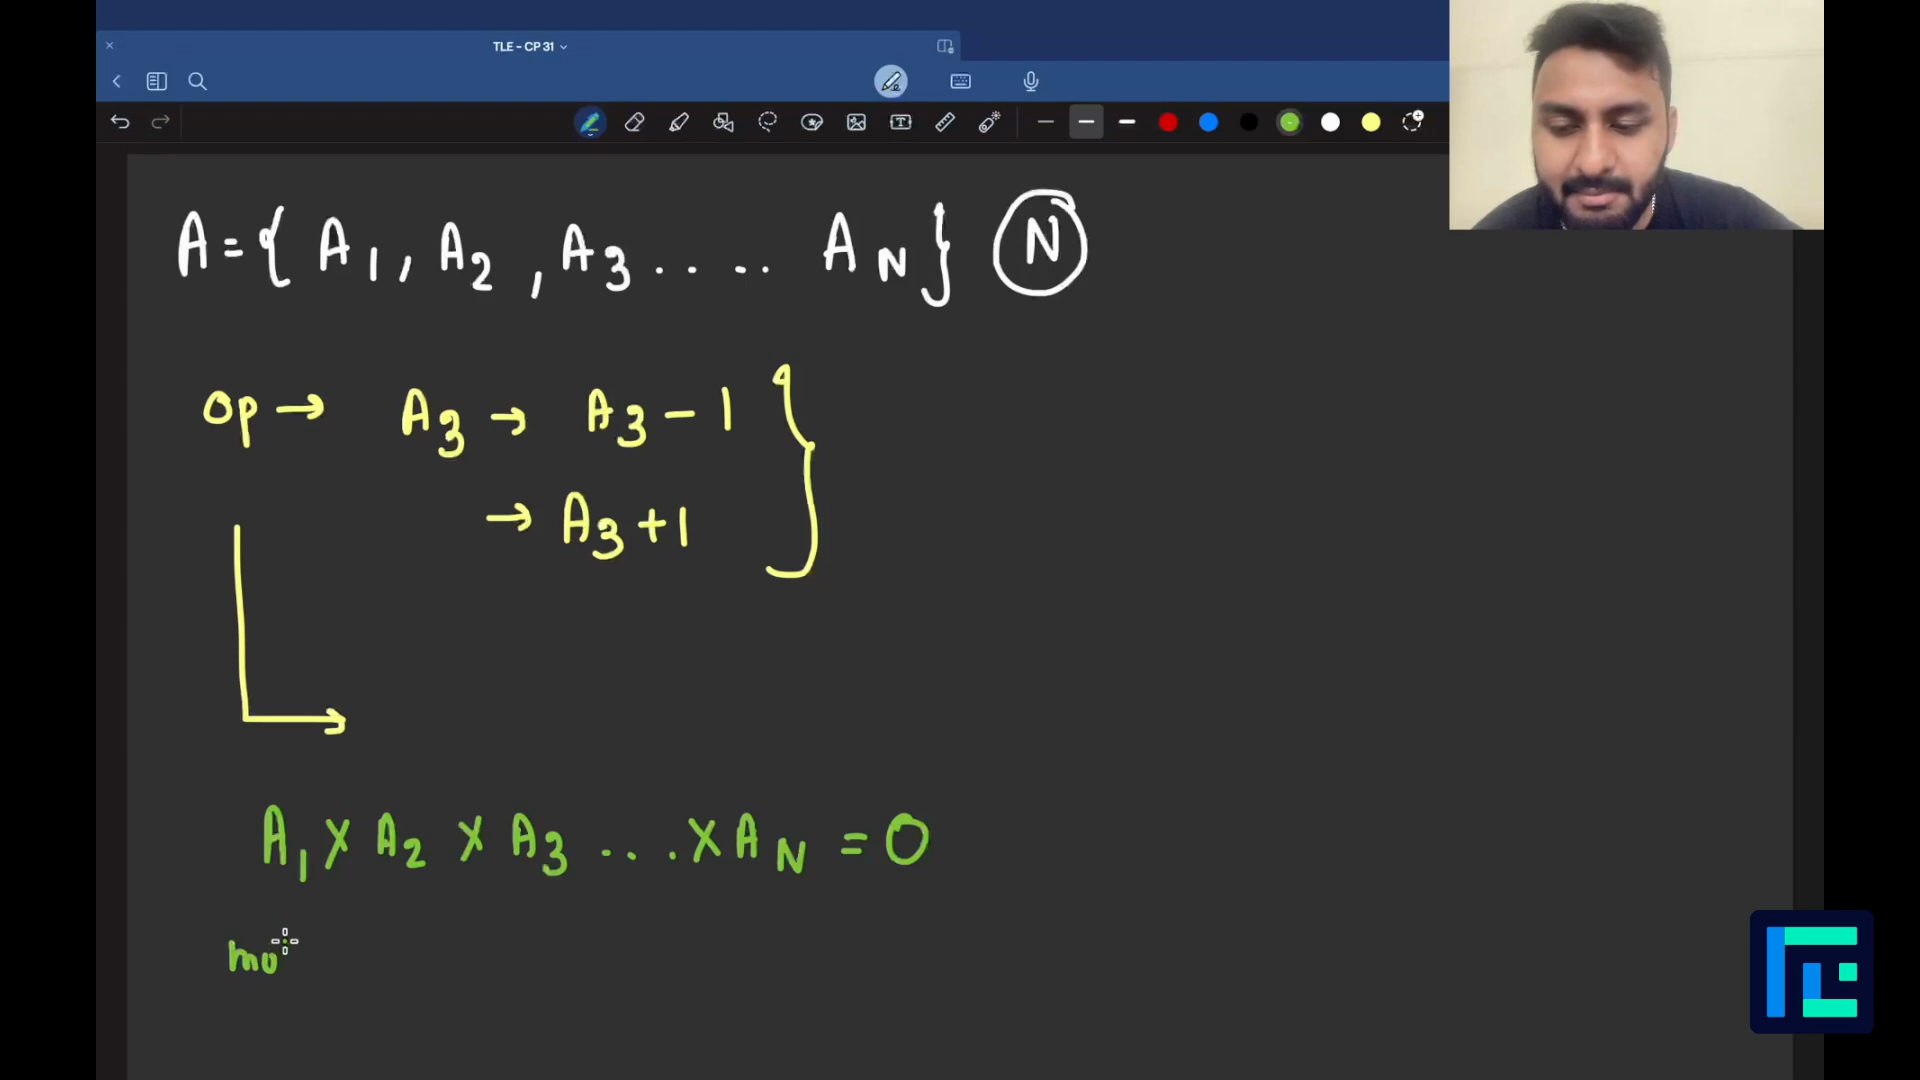 TLE - CP 31
A = { A1, A2, A3 . . . . . AN } N
Op → A3 → A3 - 1
→ A3 + 1
A1 X A2 X A3 . . . . X AN = 0
mo